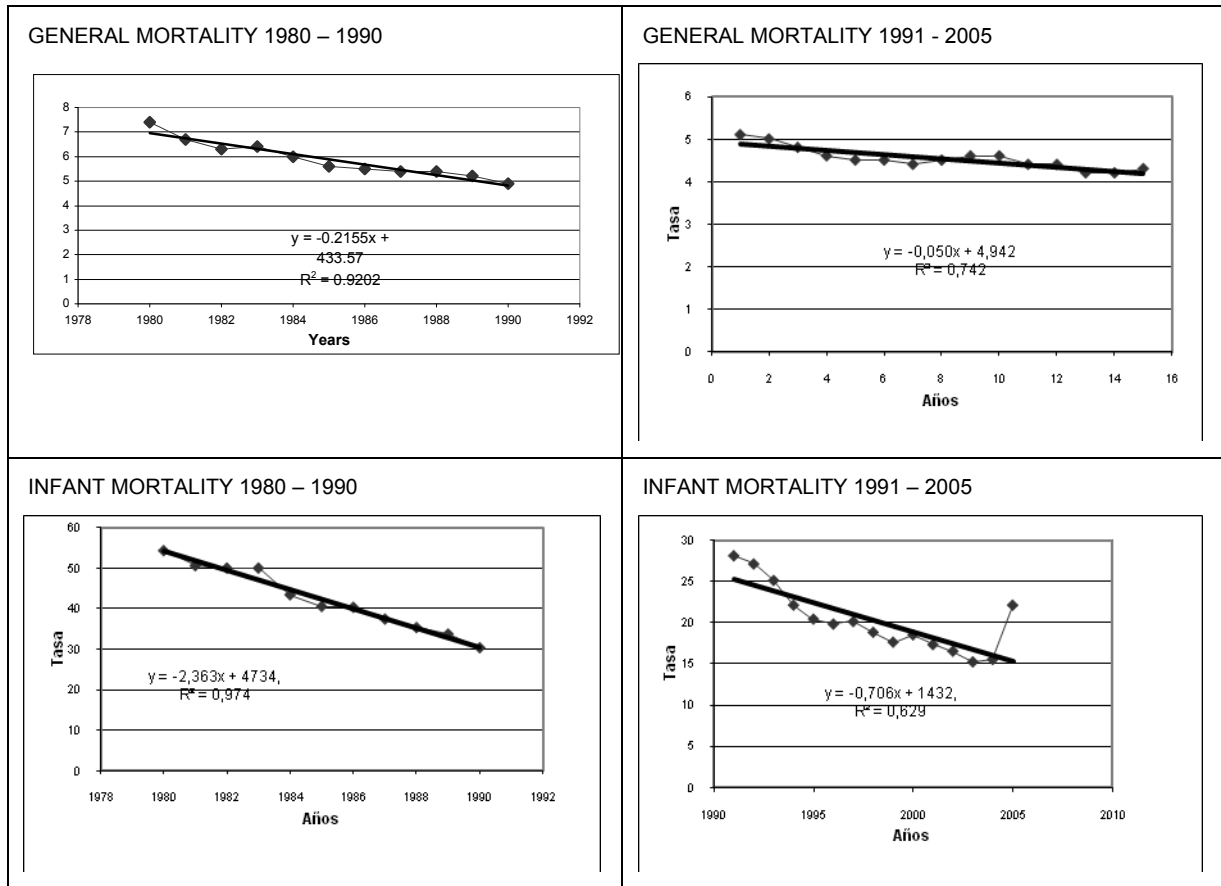 GENERAL MORTALITY 1980 – 1990
8
7
6
5
4
3
2
1
0
y = -0.2155x +
433.57
R² = 0.9202
1978 1980 1982 1984 1986 1988 1990 1992
Years
GENERAL MORTALITY 1991 - 2005
6
5
4
3
2
1
0
Tasa
y = -0,050x + 4,942
R² = 0,742
0 2 4 6 8 10 12 14 16
Años
INFANT MORTALITY 1980 – 1990
60
50
40
30
20
10
0
Tasa
y = -2,363x + 4734,
R² = 0,974
1978 1980 1982 1984 1986 1988 1990 1992
Años
INFANT MORTALITY 1991 – 2005
30
25
20
15
10
5
0
Tasa
y = -0,706x + 1432,
R² = 0,629
1990 1995 2000 2005 2010
Años